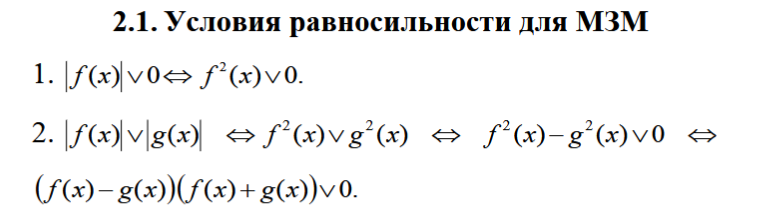 2.1. Условия равносильности для МЗМ
1. |f(x)|∨0⇔ f²(x)∨0.
2. |f(x)|∨|g(x)| ⇔ f²(x)∨g²(x) ⇔ f²(x)−g²(x)∨0 ⇔
(f(x)−g(x))(f(x)+g(x))∨0.